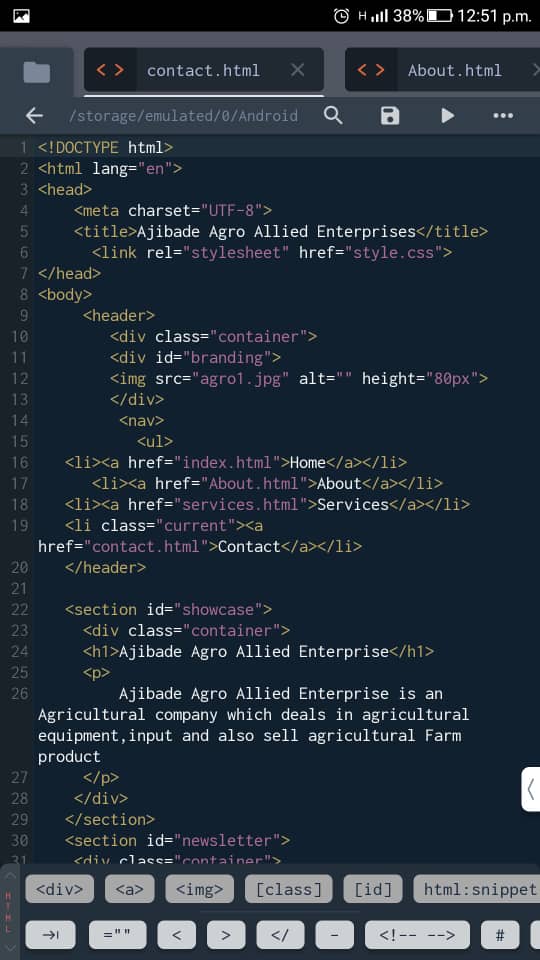 H 38% 12:51 p.m.
<> contact.html × <> About.html ×
/storage/emulated/0/Android
1 <!DOCTYPE html>
2 <html lang="en">
3 <head>
4 <meta charset="UTF-8">
5 <title>Ajibade Agro Allied Enterprises</title>
6 <link rel="stylesheet" href="style.css">
7 </head>
8 <body>
9 <header>
10 <div class="container">
11 <div id="branding">
12 <img src="agro1.jpg" alt="" height="80px">
13 </div>
14 <nav>
15 <ul>
16 <li><a href="index.html">Home</a></li>
17 <li><a href="About.html">About</a></li>
18 <li><a href="services.html">Services</a></li>
19 <li class="current"><a
href="contact.html">Contact</a></li>
20 </header>
21
22 <section id="showcase">
23 <div class="container">
24 <h1>Ajibade Agro Allied Enterprise</h1>
25 <p>
26 Ajibade Agro Allied Enterprise is an
Agricultural company which deals in agricultural
equipment,input and also sell agricultural Farm
product
27 </p>
28 </div>
29 </section>
30 <section id="newsletter">
31 <div class="container">
HTML
<div> <a> <img> [class] [id] html:snippet
="" < > </ - <!-- --> #